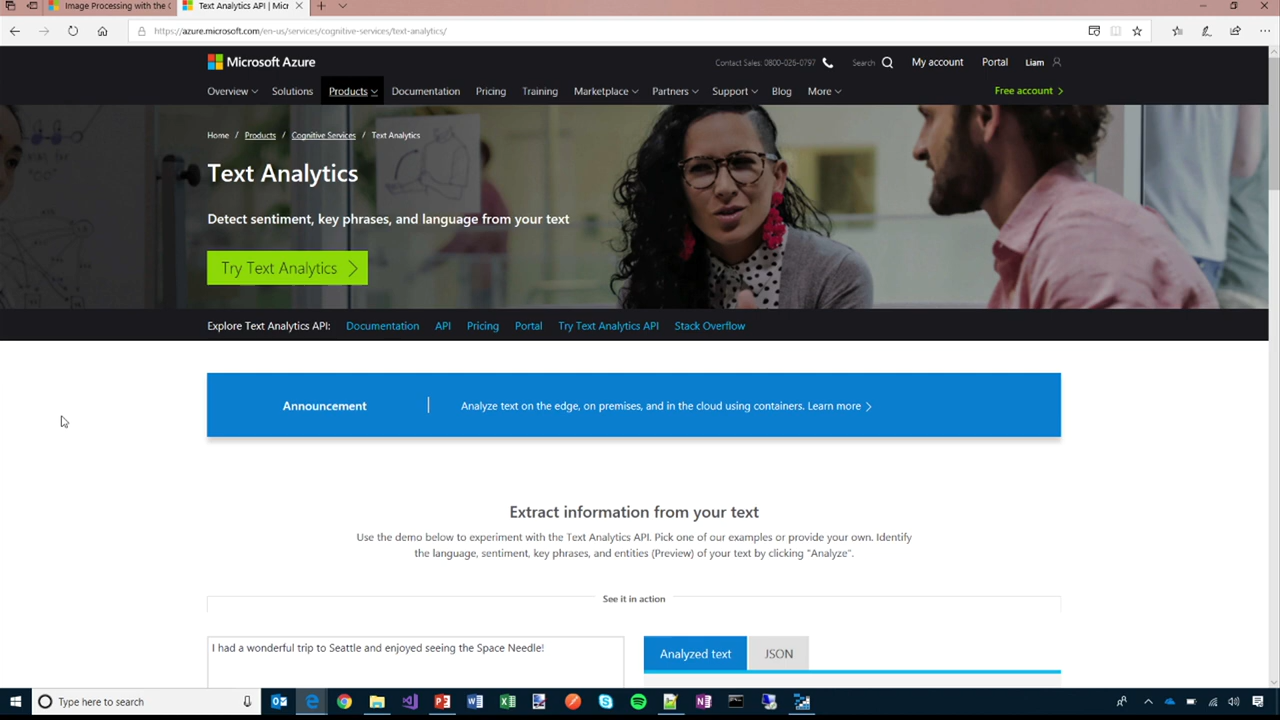 Image Processing with the C
Text Analytics API | Micr
https://azure.microsoft.com/en-us/services/cognitive-services/text-analytics/
Microsoft Azure
Contact Sales: 0800-026-0797
Search
My account
Portal
Liam
Overview
Solutions
Products
Documentation
Pricing
Training
Marketplace
Partners
Support
Blog
More
Free account
Home / Products / Cognitive Services / Text Analytics
Text Analytics
Detect sentiment, key phrases, and language from your text
Try Text Analytics
Explore Text Analytics API:
Documentation
API
Pricing
Portal
Try Text Analytics API
Stack Overflow
Announcement
Analyze text on the edge, on premises, and in the cloud using containers. Learn more
Extract information from your text
Use the demo below to experiment with the Text Analytics API. Pick one of our examples or provide your own. Identify
the language, sentiment, key phrases, and entities (Preview) of your text by clicking "Analyze".
See it in action
I had a wonderful trip to Seattle and enjoyed seeing the Space Needle!
Analyzed text
JSON
Type here to search